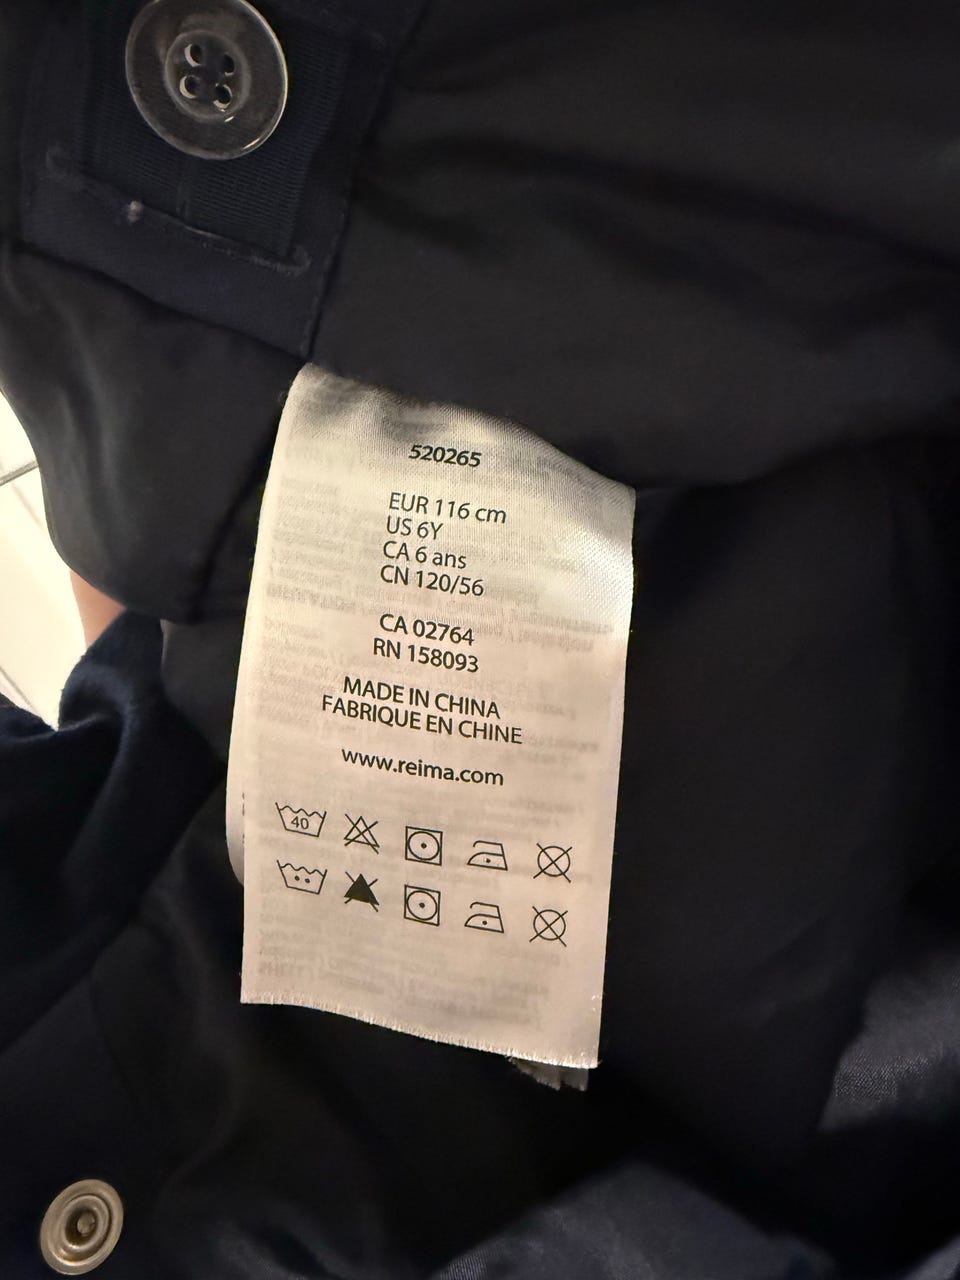 520265
EUR 116 cm
US 6Y
CA 6 ans
CN 120/56
CA 02764
RN 158093
MADE IN CHINA
FABRIQUE EN CHINE
www.reima.com
40